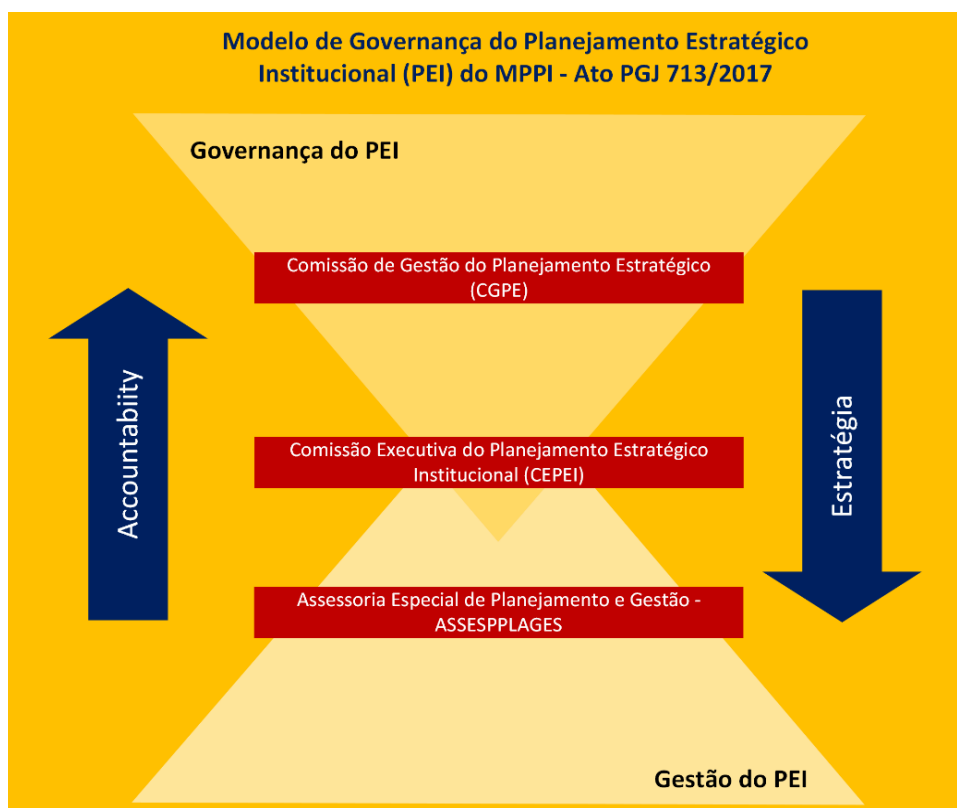 Modelo de Governança do Planejamento Estratégico
Institucional (PEI) do MPPI - Ato PGJ 713/2017
Governança do PEI
Comissão de Gestão do Planejamento Estratégico
(CGPE)
Accountabiity
Estratégia
Comissão Executiva do Planejamento Estratégico
Institucional (CEPEI)
Assessoria Especial de Planejamento e Gestão -
ASSESPPLAGES
Gestão do PEI